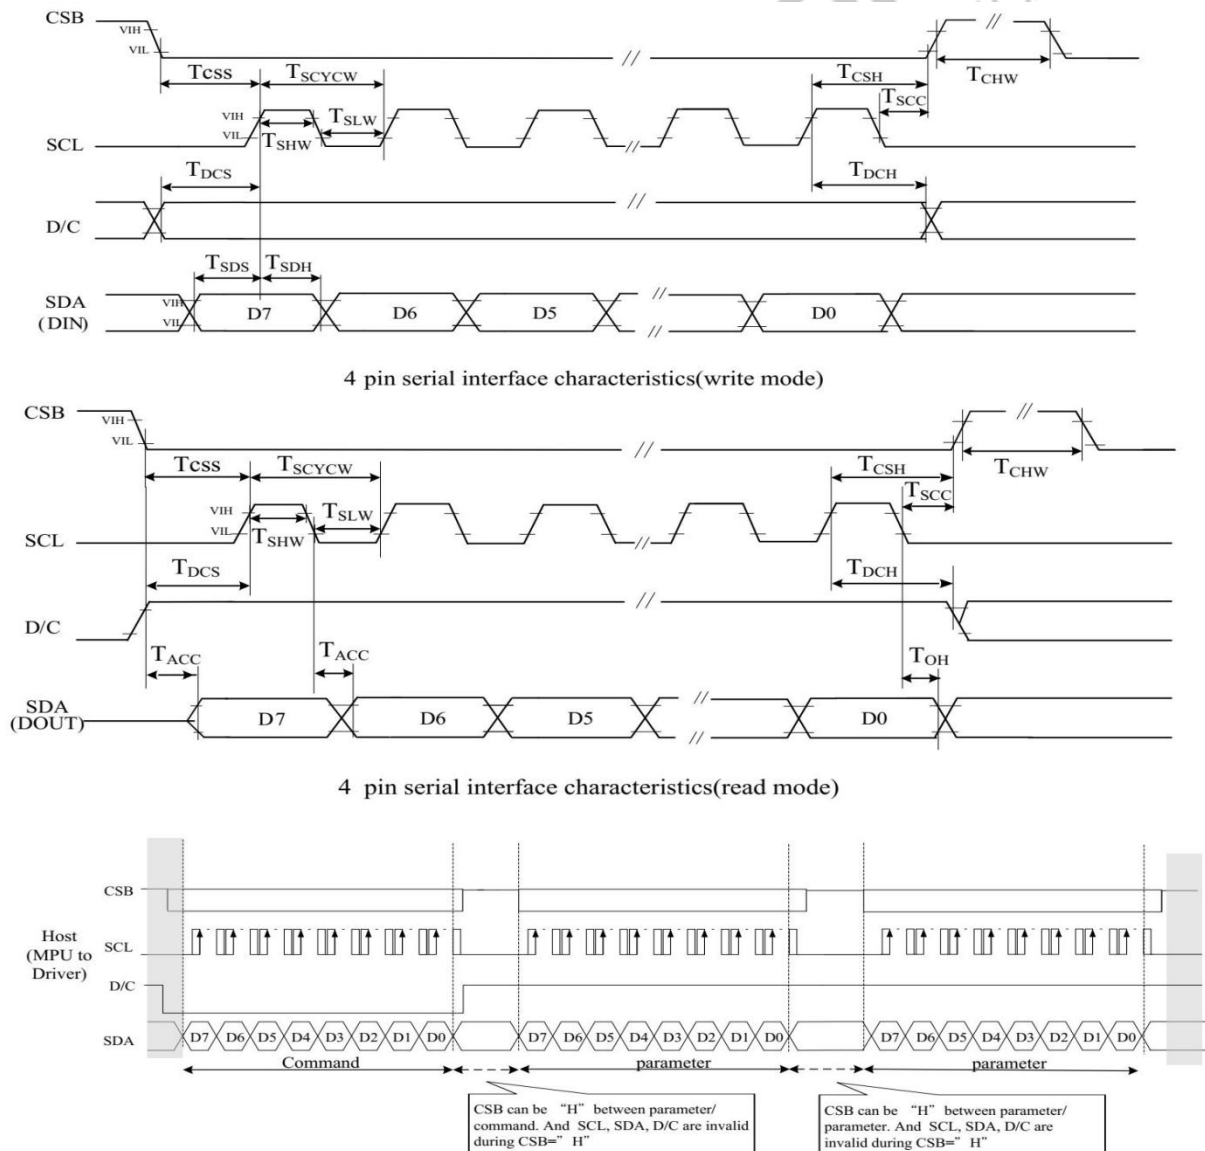 CSB
VIH
VIL
Tcss
TSCYCW
TCSH
TCHW
TSCC
VIH
VIL
TSHW
TSLW
SCL
TDCS
TDCH
D/C
TSDS
TSDH
SDA
(DIN)
VIH
VIL
D7
D6
D5
D0
4 pin serial interface characteristics(write mode)
CSB
VIH
VIL
Tcss
TSCYCW
TCSH
TCHW
TSCC
VIH
VIL
TSHW
TSLW
SCL
TDCS
TDCH
D/C
TACC
TACC
TOH
SDA
(DOUT)
D7
D6
D5
D0
4 pin serial interface characteristics(read mode)
Host
(MPU to
Driver)
CSB
SCL
D/C
SDA
D7 D6 D5 D4 D3 D2 D1 D0
D7 D6 D5 D4 D3 D2 D1 D0
D7 D6 D5 D4 D3 D2 D1 D0
Command
parameter
parameter
CSB can be “H” between parameter/
command. And SCL, SDA, D/C are invalid
during CSB=” H”
CSB can be “H” between parameter/
parameter. And SCL, SDA, D/C are
invalid during CSB=” H”